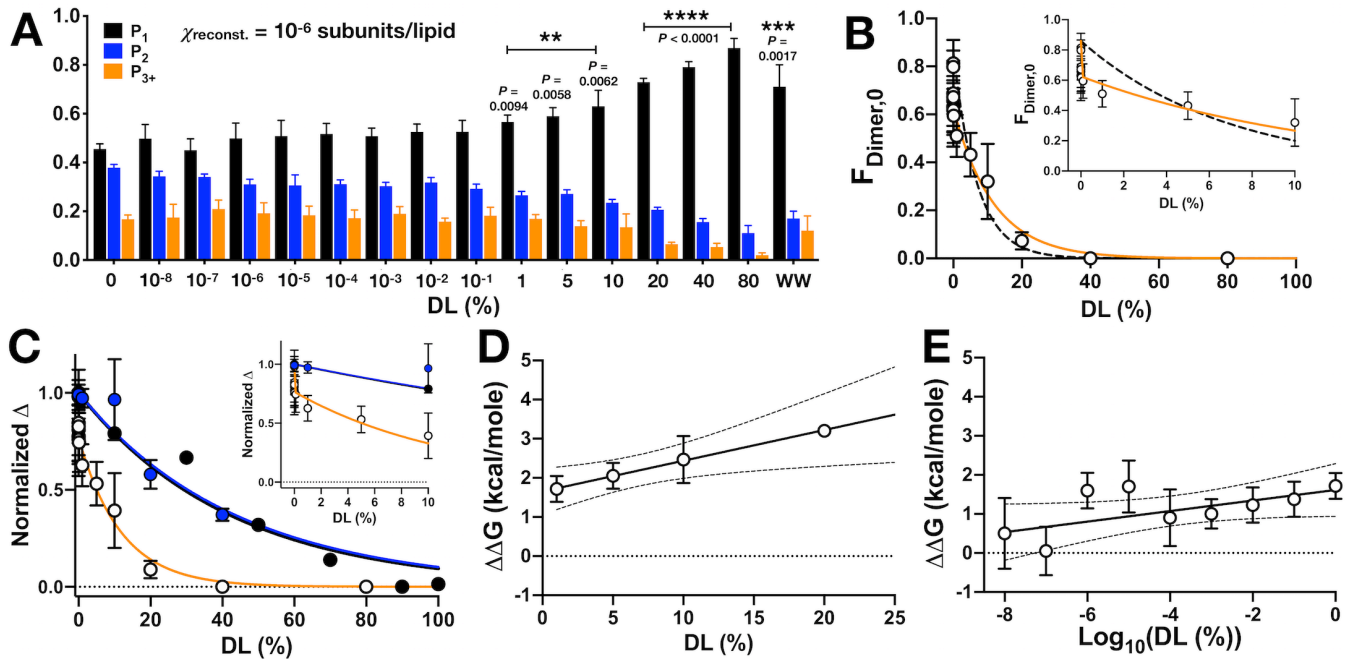 A
P1
P2
P3+
χreconst. = 10-6 subunits/lipid
**
****
***
P = 0.0094
P = 0.0058
P = 0.0062
P < 0.0001
P = 0.0017
1.0
0.8
0.6
0.4
0.2
0.0
0 10-8 10-7 10-6 10-5 10-4 10-3 10-2 10-1 1 5 10 20 40 80 WW
DL (%)
B
FDimer,0
1.0
0.8
0.6
0.4
0.2
0.0
0 20 40 60 80 100
DL (%)
FDimer,0
1.0
0.8
0.6
0.4
0.2
0.0
0 2 4 6 8 10
DL (%)
C
Normalized Δ
1.0
0.5
0.0
0 20 40 60 80 100
DL (%)
Normalized Δ
1.0
0.5
0.0
0 2 4 6 8 10
DL (%)
D
ΔΔG (kcal/mole)
5
4
3
2
1
0
-1
0 5 10 15 20 25
DL (%)
E
ΔΔG (kcal/mole)
5
4
3
2
1
0
-1
-8 -6 -4 -2 0
Log10(DL (%))